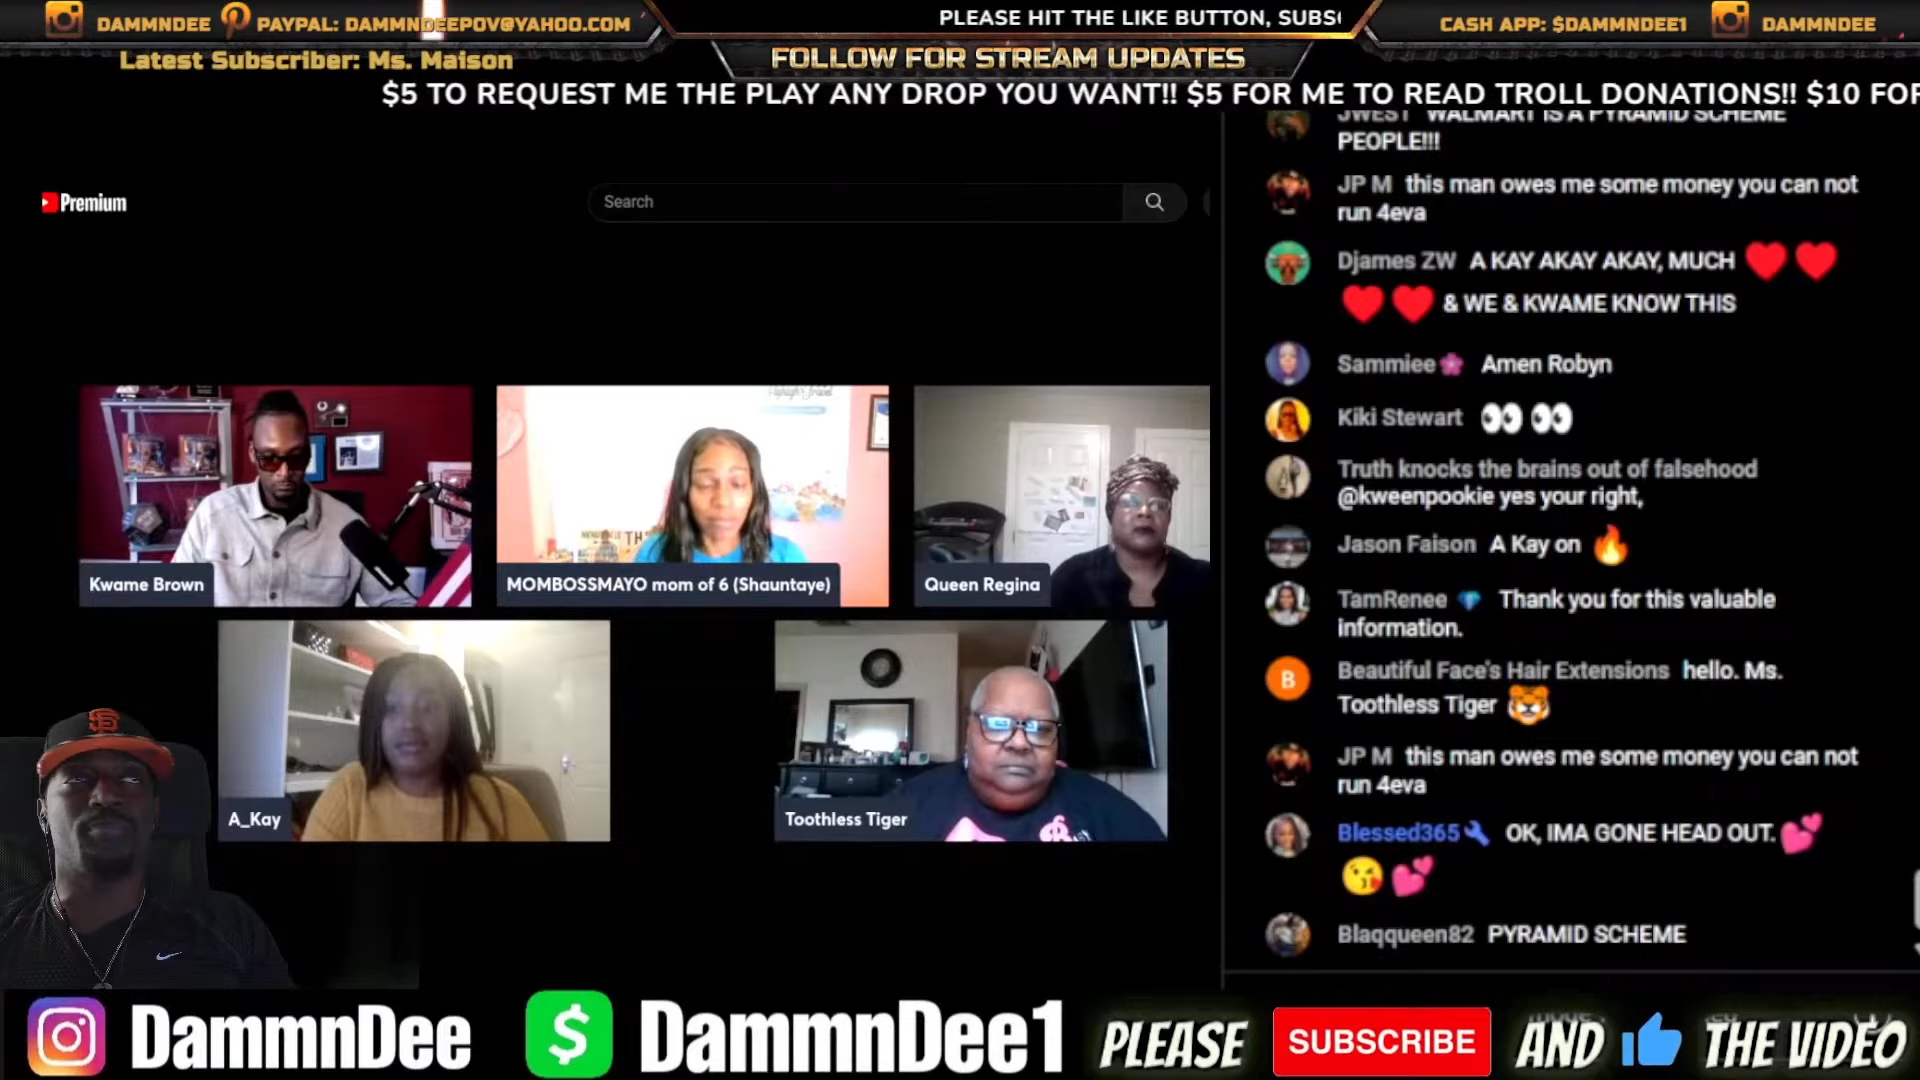 DAMMNDEE
PAYPAL: DAMMNDEEPOV@YAHOO.COM
PLEASE HIT THE LIKE BUTTON, SUBS
CASH APP: $DAMMNDEE1
DAMMNDEE
Latest Subscriber: Ms. Maison
FOLLOW FOR STREAM UPDATES
$5 TO REQUEST ME THE PLAY ANY DROP YOU WANT!! $5 FOR ME TO READ TROLL DONATIONS!! $10 FOR
JWEST WALMART IS A PYRAMID SCHEME
PEOPLE!!!
Premium
Search
JP M this man owes me some money you can not
run 4eva
Djames ZW A KAY AKAY AKAY, MUCH ❤️ ❤️
❤️ ❤️ & WE & KWAME KNOW THIS
Sammiee🌸 Amen Robyn
Kiki Stewart 👀 👀
Truth knocks the brains out of falsehood
@kweenpookie yes your right,
Jason Faison A Kay on 🔥
TamRenee 💎 Thank you for this valuable
information.
B
Beautiful Face's Hair Extensions hello. Ms.
Toothless Tiger 🐯
JP M this man owes me some money you can not
run 4eva
Blessed365🔧 OK, IMA GONE HEAD OUT. 💕
😘 💕
Blaqqueen82 PYRAMID SCHEME
Kwame Brown
MOMBOSSMAYO mom of 6 (Shauntaye)
Queen Regina
A_Kay
Toothless Tiger
SF
DammnDee
$
DammnDee1
PLEASE
SUBSCRIBE
AND
THE VIDEO